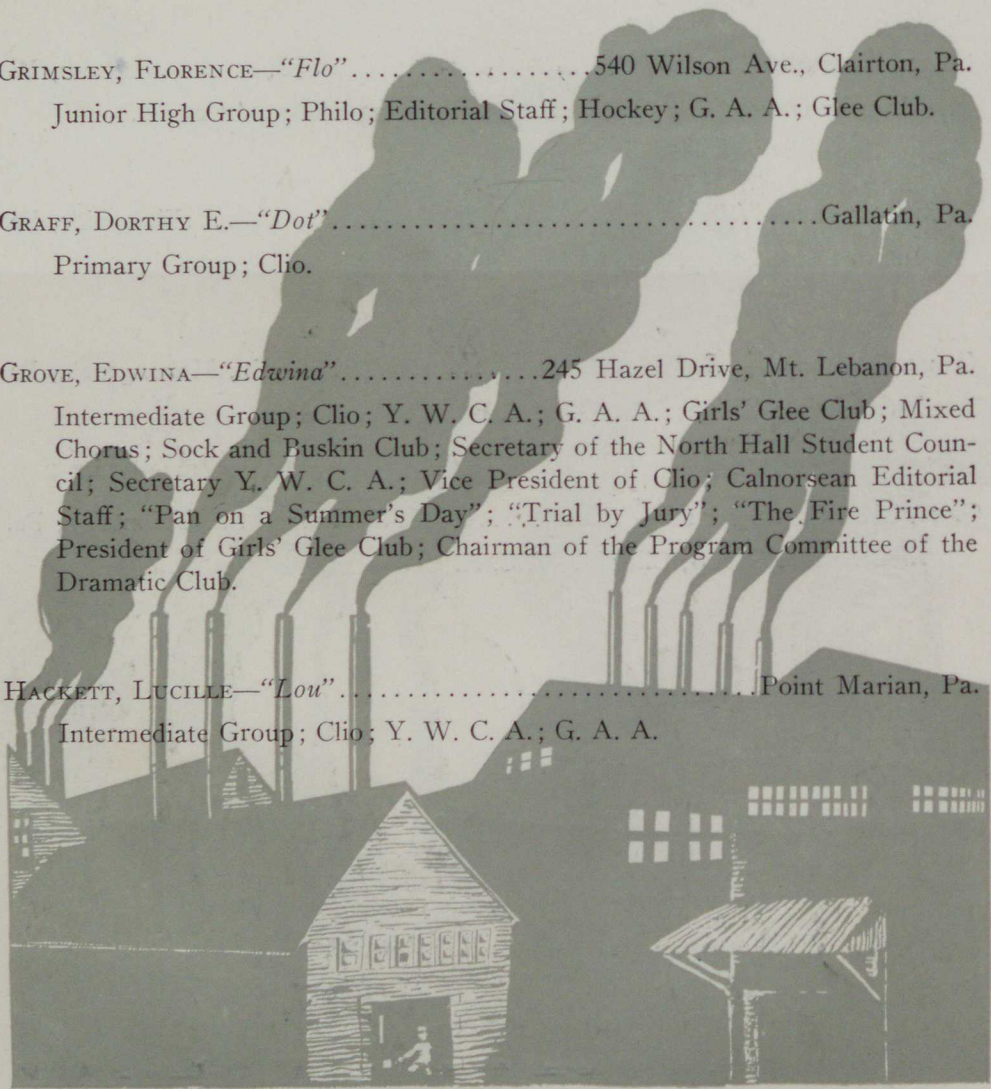 GRIMSLEY, FLORENCE—"Flo"..................540 Wilson Ave., Clairton, Pa.
Junior High Group; Philo; Editorial Staff; Hockey; G. A. A.; Glee Club.
GRAFF, DORTHY E.—"Dot"...................................Gallatin, Pa.
Primary Group; Clio.
GROVE, EDWINA—"Edwina"...............245 Hazel Drive, Mt. Lebanon, Pa.
Intermediate Group; Clio; Y. W. C. A.; G. A. A.; Girls' Glee Club; Mixed
Chorus; Sock and Buskin Club; Secretary of the North Hall Student Coun-
cil; Secretary Y. W. C. A.; Vice President of Clio; Calnorsean Editorial
Staff; "Pan on a Summer's Day"; "Trial by Jury"; "The Fire Prince";
President of Girls' Glee Club; Chairman of the Program Committee of the
Dramatic Club.
HACKETT, LUCILLE—"Lou"..............................Point Marian, Pa.
Intermediate Group; Clio; Y. W. C. A.; G. A. A.